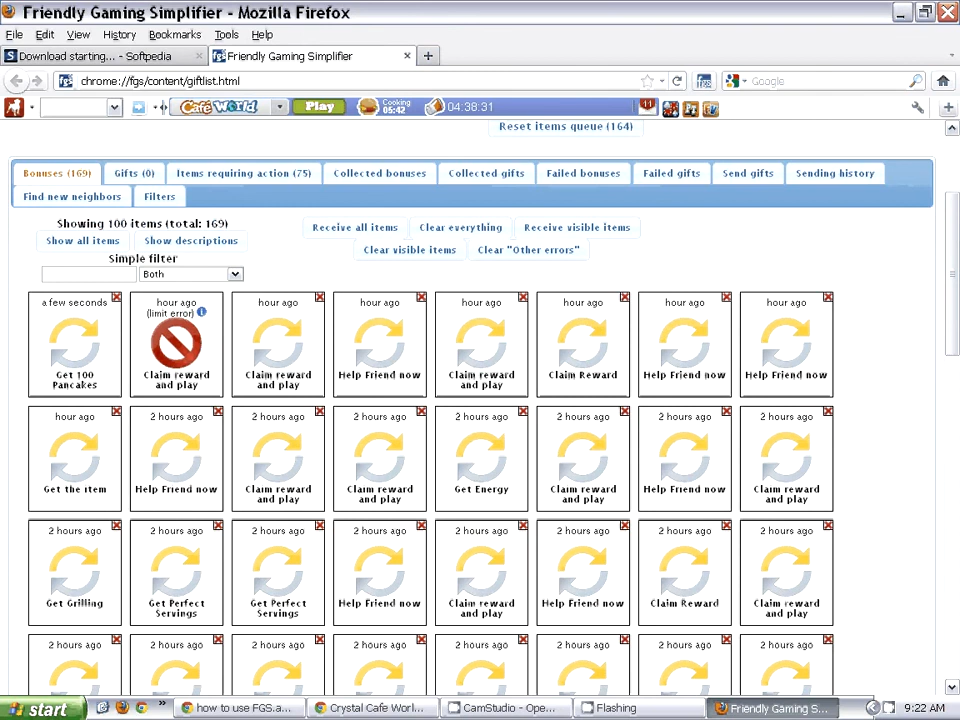 Friendly Gaming Simplifier - Mozilla Firefox
File Edit View History Bookmarks Tools Help
Download starting... - Softpedia
Friendly Gaming Simplifier
chrome://fgs/content/giftlist.html
Google
Café World
Play
Cooking
05:42
04:38:31
11
Reset items queue (164)
Bonuses (169) Gifts (0) Items requiring action (75) Collected bonuses Collected gifts Failed bonuses Failed gifts Send gifts Sending history
Find new neighbors Filters
Showing 100 items (total: 169)
Show all items Show descriptions
Receive all items Clear everything Receive visible items
Clear visible items Clear "Other errors"
Simple filter
Both
a few seconds hour ago hour ago hour ago hour ago hour ago hour ago hour ago
(limit error)
Get 100 Claim reward Claim reward Help Friend now Claim reward Claim Reward Help Friend now Help Friend now
Pancakes and play and play and play
hour ago 2 hours ago 2 hours ago 2 hours ago 2 hours ago 2 hours ago 2 hours ago 2 hours ago
Get the item Help Friend now Claim reward Claim reward Get Energy Claim reward Help Friend now Claim reward
and play and play and play and play
2 hours ago 2 hours ago 2 hours ago 2 hours ago 2 hours ago 2 hours ago 2 hours ago 2 hours ago
Get Grilling Get Perfect Get Perfect Help Friend now Claim reward Help Friend now Claim Reward Claim reward
Servings Servings and play and play
2 hours ago 2 hours ago 2 hours ago 2 hours ago 2 hours ago 2 hours ago 2 hours ago 2 hours ago
start
how to use FGS.a...
Crystal Cafe Worl...
CamStudio - Ope...
Flashing
Friendly Gaming S...
9:22 AM